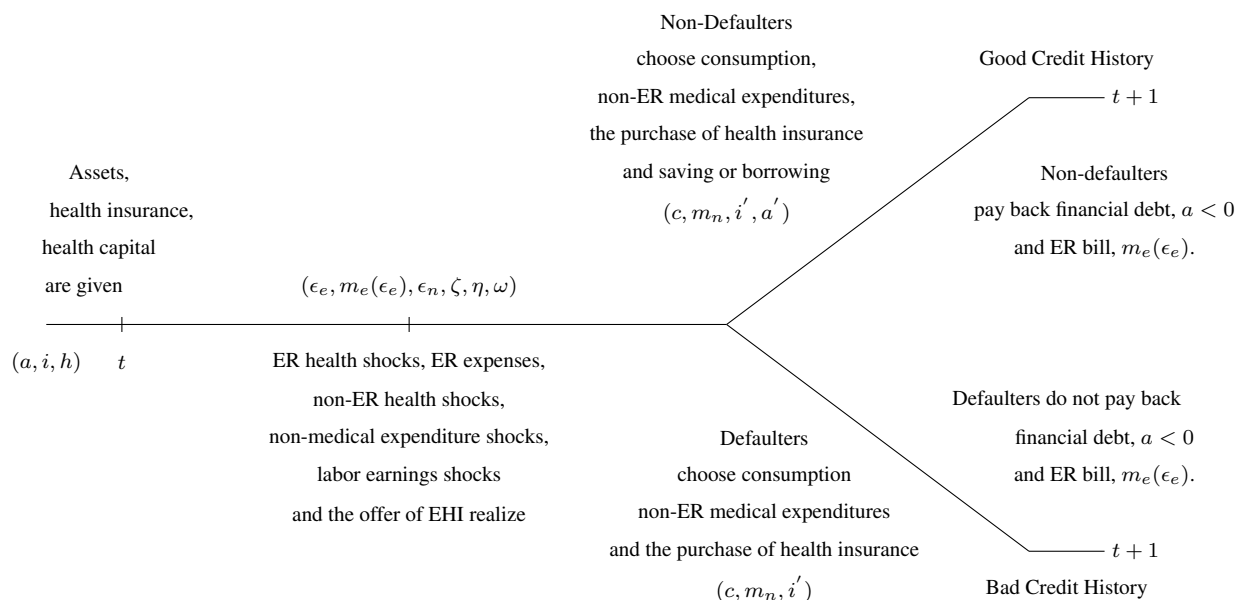 Non-Defaulters
choose consumption,
non-ER medical expenditures,
the purchase of health insurance
and saving or borrowing
(c, m_n, i′, a′)
Good Credit History
t + 1
Non-defaulters
pay back financial debt, a < 0
and ER bill, m_e(ϵ_e).
Assets,
health insurance,
health capital
are given
(a, i, h)
t
(ϵ_e, m_e(ϵ_e), ϵ_n, ζ, η, ω)
ER health shocks, ER expenses,
non-ER health shocks,
non-medical expenditure shocks,
labor earnings shocks
and the offer of EHI realize
Defaulters
choose consumption
non-ER medical expenditures
and the purchase of health insurance
(c, m_n, i′)
Defaulters do not pay back
financial debt, a < 0
and ER bill, m_e(ϵ_e).
t + 1
Bad Credit History